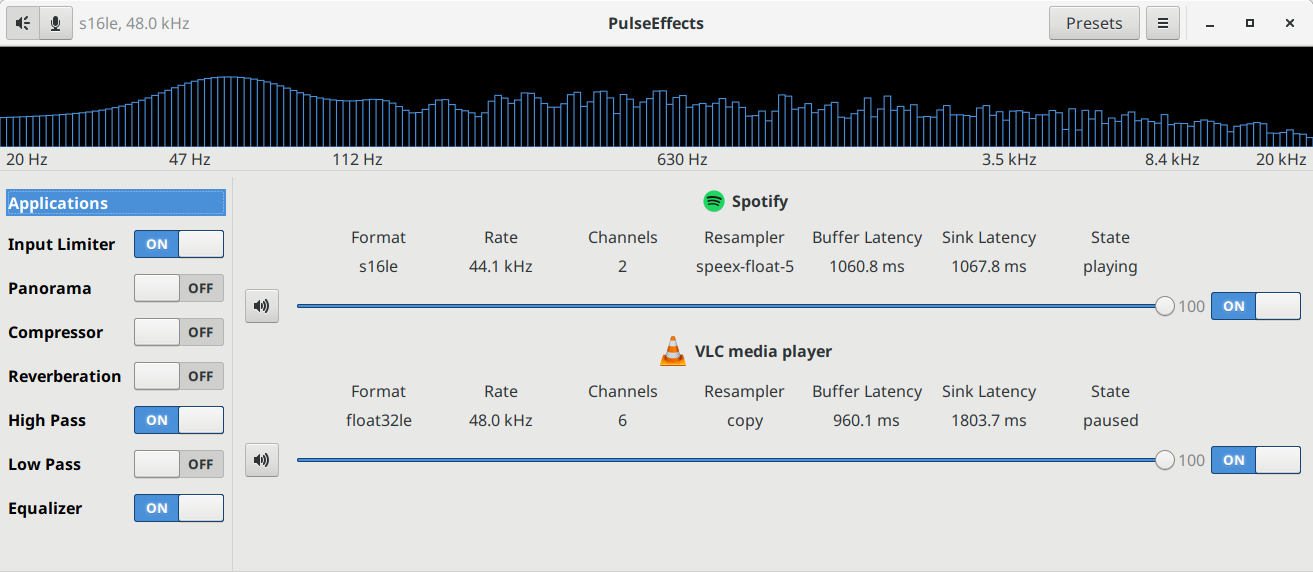 s16le, 48.0 kHz PulseEffects Presets
20 Hz 47 Hz 112 Hz 630 Hz 3.5 kHz 8.4 kHz 20 kHz
Applications
Input Limiter ON
Panorama OFF
Compressor OFF
Reverberation OFF
High Pass ON
Low Pass OFF
Equalizer ON
Spotify
Format Rate Channels Resampler Buffer Latency Sink Latency State
s16le 44.1 kHz 2 speex-float-5 1060.8 ms 1067.8 ms playing
100 ON
VLC media player
Format Rate Channels Resampler Buffer Latency Sink Latency State
float32le 48.0 kHz 6 copy 960.1 ms 1803.7 ms paused
100 ON